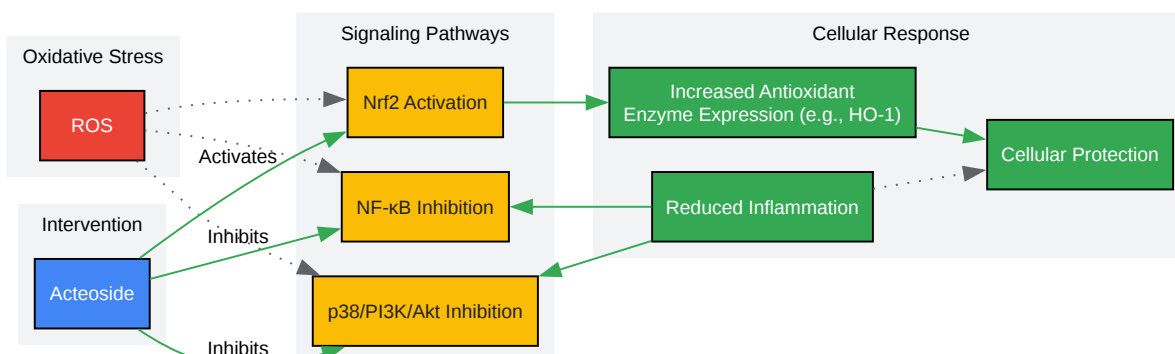 Oxidative Stress
ROS
Intervention
Acteoside
Activates
Inhibits
Inhibits
Signaling Pathways
Nrf2 Activation
NF-κB Inhibition
p38/PI3K/Akt Inhibition
Cellular Response
Increased Antioxidant
Enzyme Expression (e.g., HO-1)
Reduced Inflammation
Cellular Protection